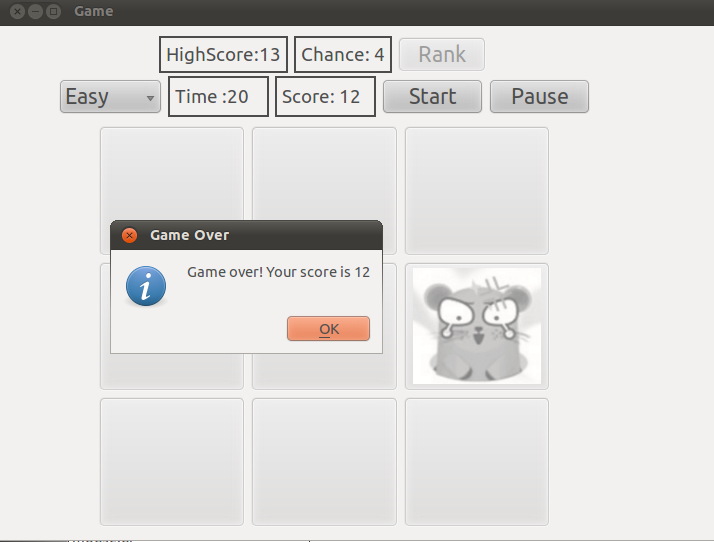 Game
HighScore:13 Chance: 4 Rank
Easy Time :20 Score: 12 Start Pause
Game Over
i Game over! Your score is 12
OK